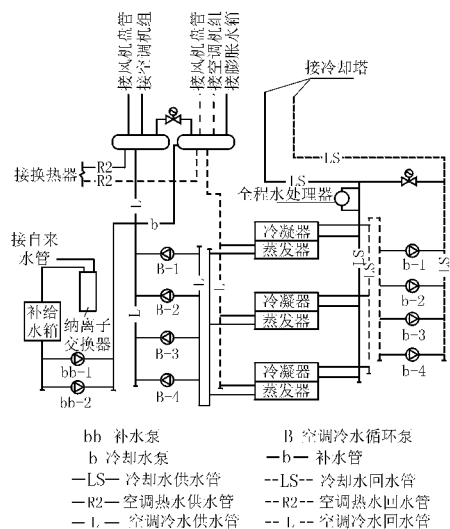 接风机盘管
接空调机组
接风机盘管
接空调机组
接膨胀水箱
接冷却塔
R2
R2
接换热器
LS
LS
全程水处理器
L
b
接自来
水管
补给
水箱
纳离子
交换器
bb-1
bb-2
B-1
B-2
B-3
B-4
L
L
L
冷凝器
蒸发器
冷凝器
蒸发器
冷凝器
蒸发器
LS
LS
b-1
b-2
b-3
b-4
bb 补水泵
B 空调冷水循环泵
b 冷却水泵
—b— 补水管
—LS— 冷却水供水管
--LS-- 冷却水回水管
—R2— 空调热水供水管
--R2-- 空调热水回水管
—L— 空调冷水供水管
--L-- 空调冷水回水管